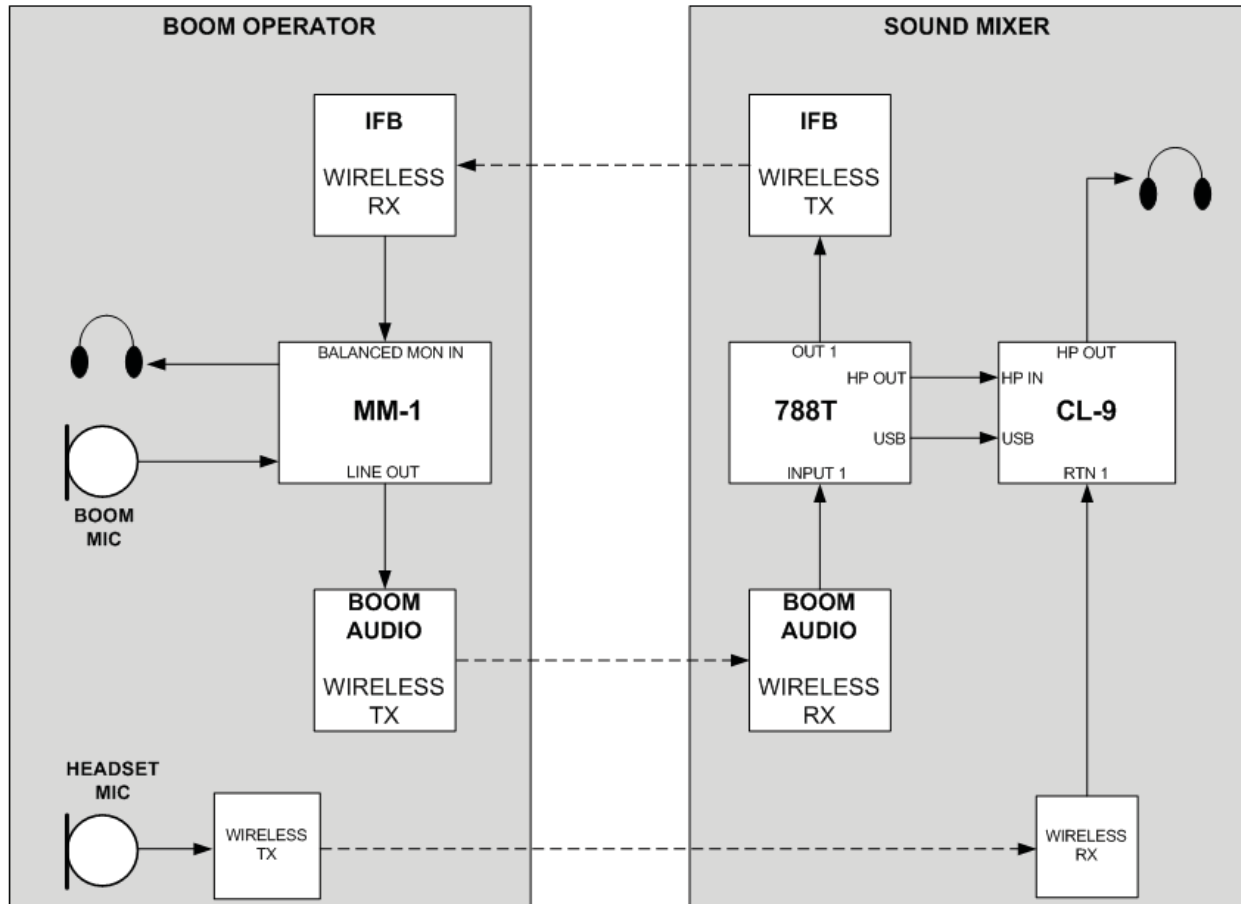 BOOM OPERATOR
IFB
WIRELESS
RX
BALANCED MON IN
MM-1
LINE OUT
BOOM
MIC
BOOM
AUDIO
WIRELESS
TX
HEADSET
MIC
WIRELESS
TX
SOUND MIXER
IFB
WIRELESS
TX
OUT 1
HP OUT
788T
USB
INPUT 1
HP OUT
HP IN
CL-9
USB
RTN 1
BOOM
AUDIO
WIRELESS
RX
WIRELESS
RX